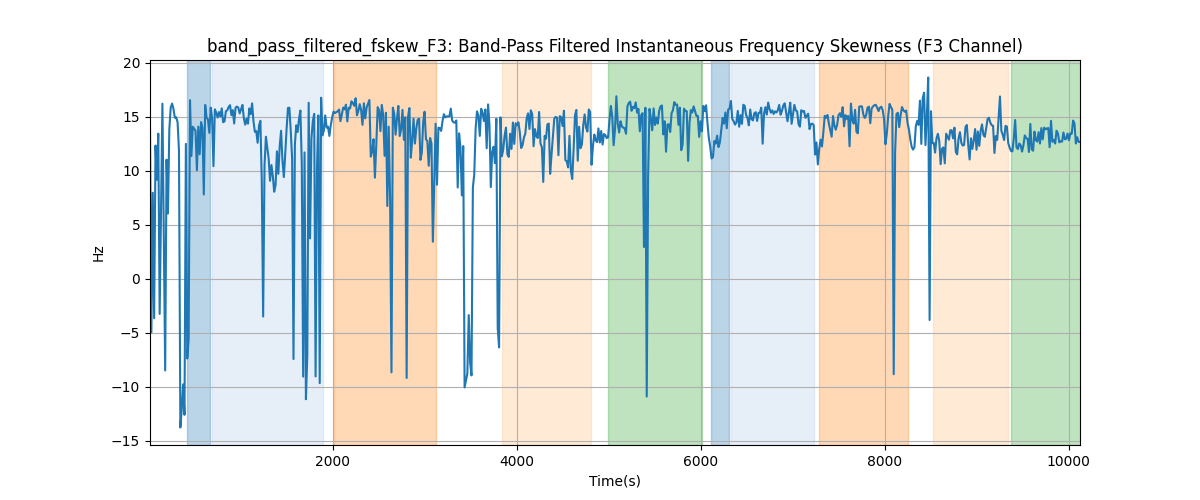 band_pass_filtered_fskew_F3: Band-Pass Filtered Instantaneous Frequency Skewness (F3 Channel)
20
15
10
5
0
−5
−10
−15
Hz
2000 4000 6000 8000 10000
Time(s)